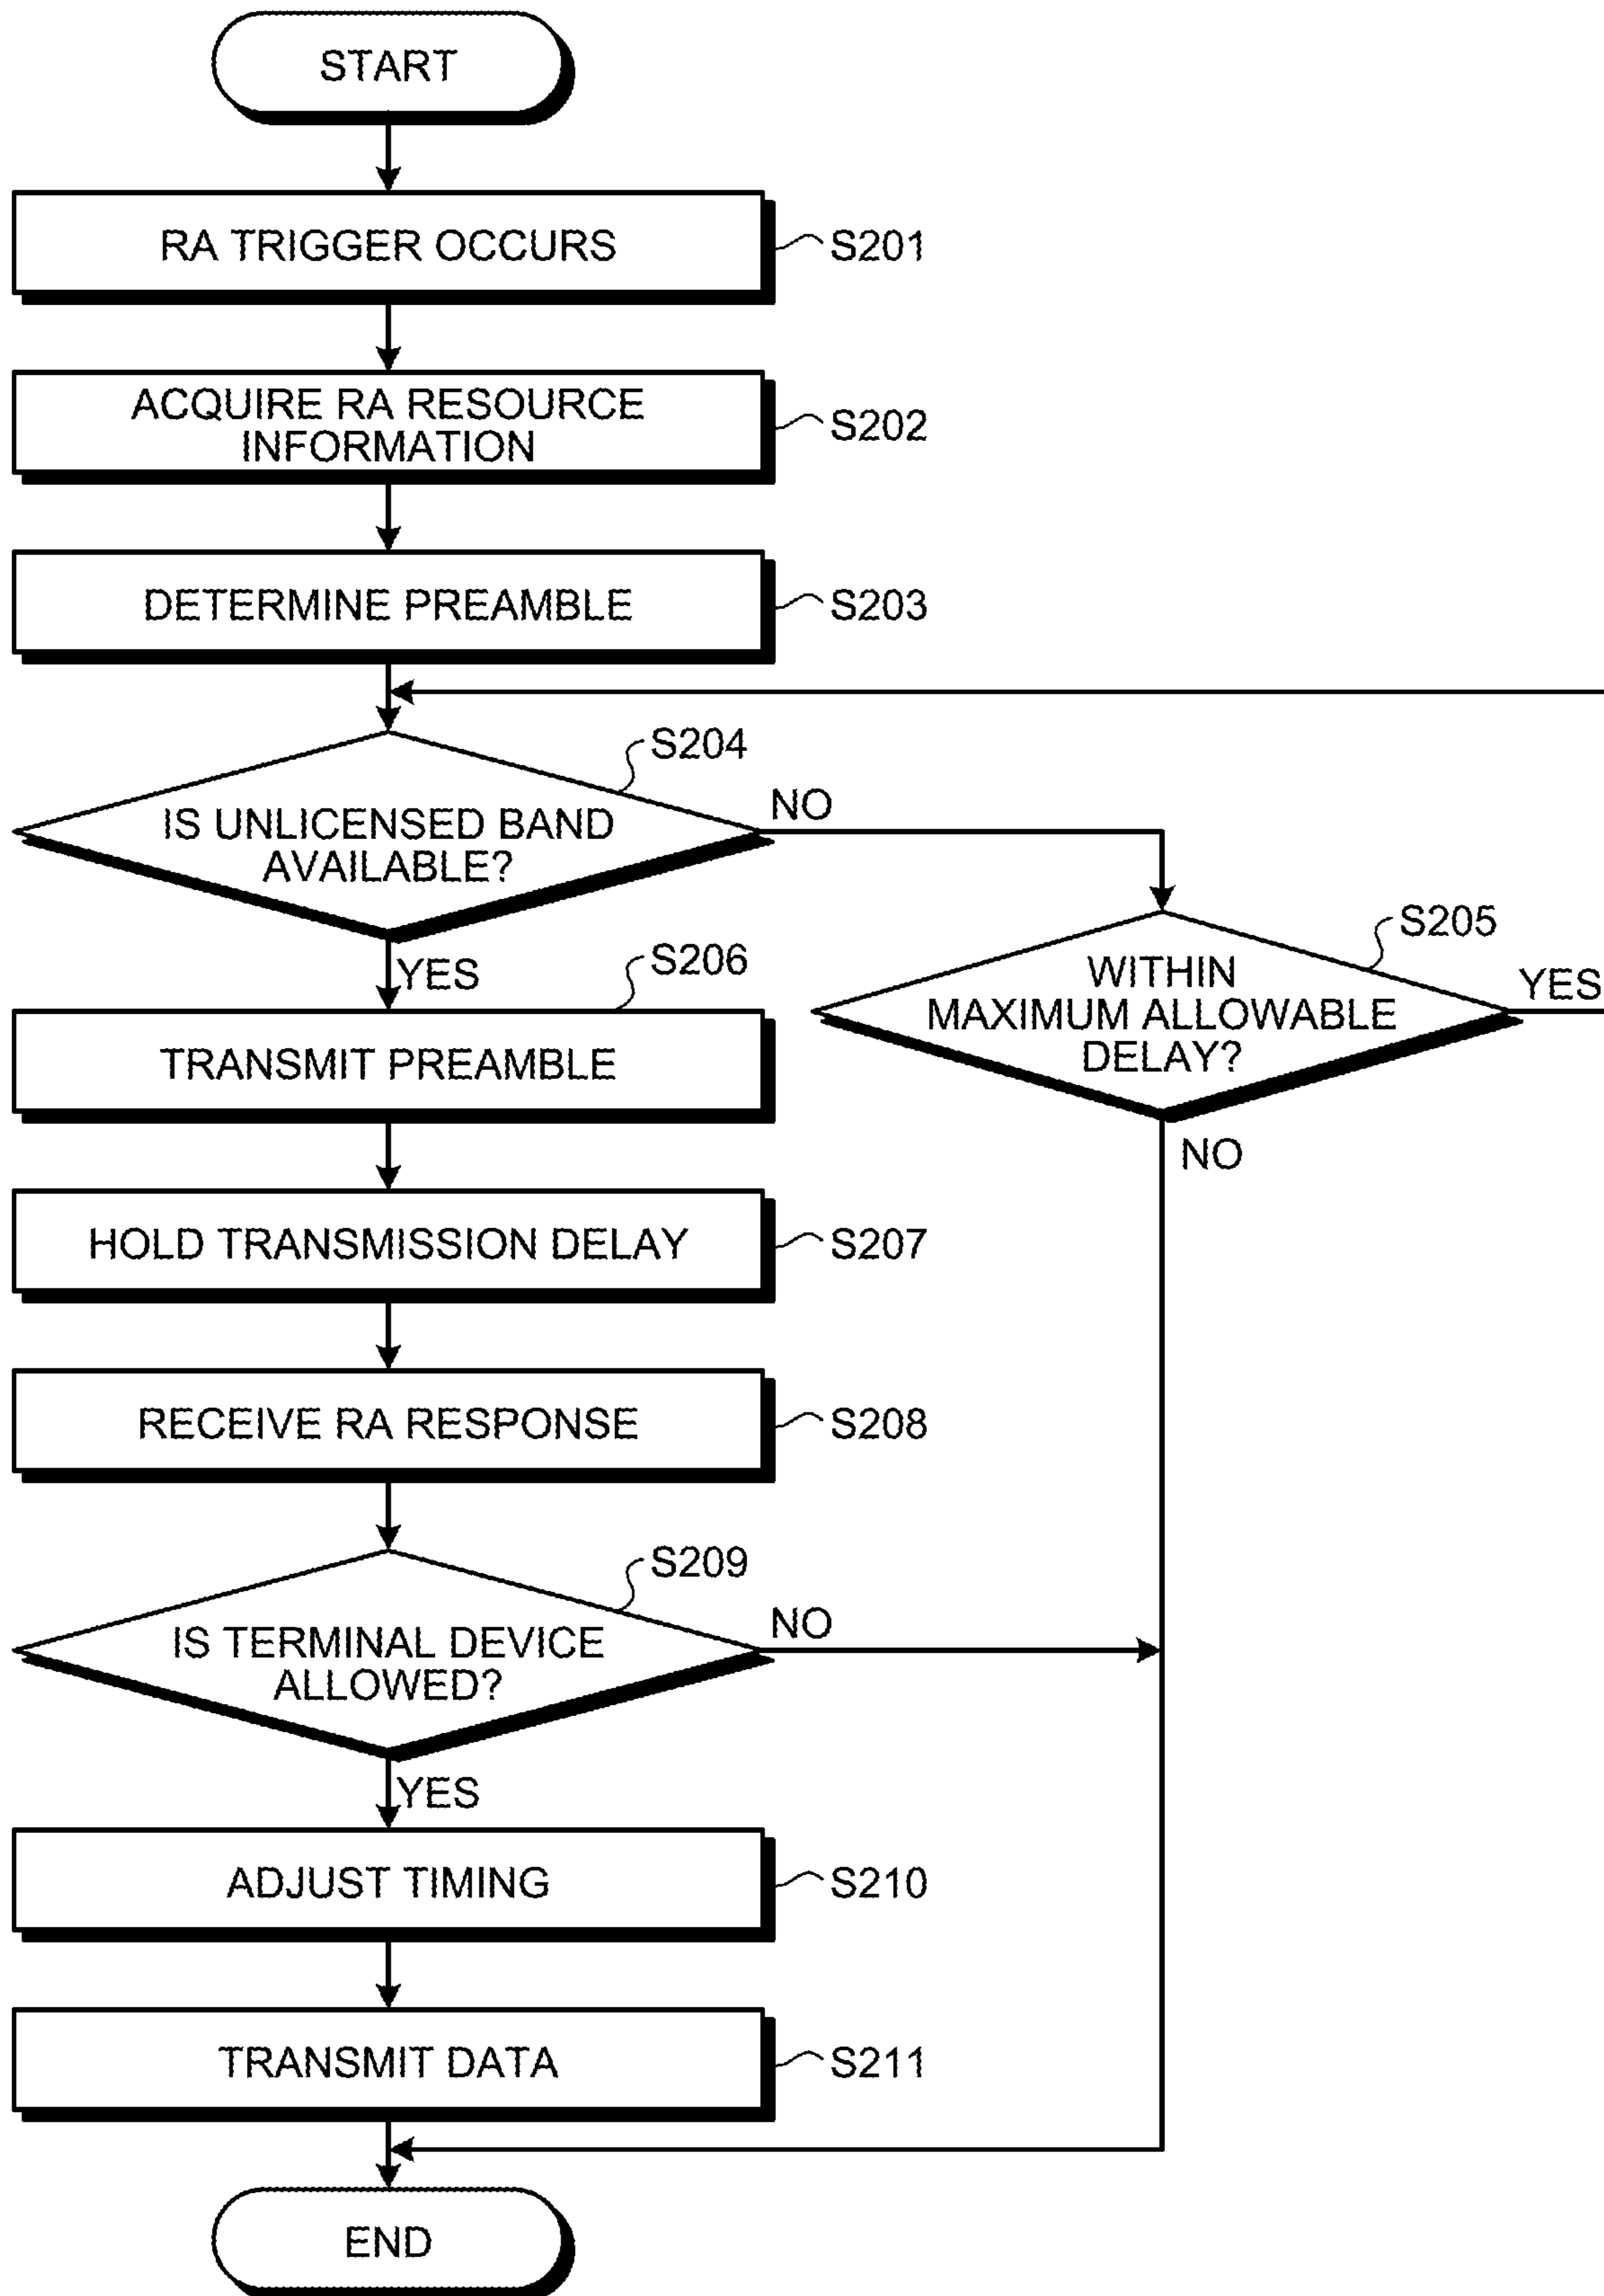 START
RA TRIGGER OCCURS
S201
ACQUIRE RA RESOURCE
INFORMATION
S202
DETERMINE PREAMBLE
S203
S204
IS UNLICENSED BAND
AVAILABLE?
NO
YES
S205
WITHIN
MAXIMUM ALLOWABLE
DELAY?
YES
NO
S206
TRANSMIT PREAMBLE
HOLD TRANSMISSION DELAY
S207
RECEIVE RA RESPONSE
S208
S209
IS TERMINAL DEVICE
ALLOWED?
NO
YES
ADJUST TIMING
S210
TRANSMIT DATA
S211
END